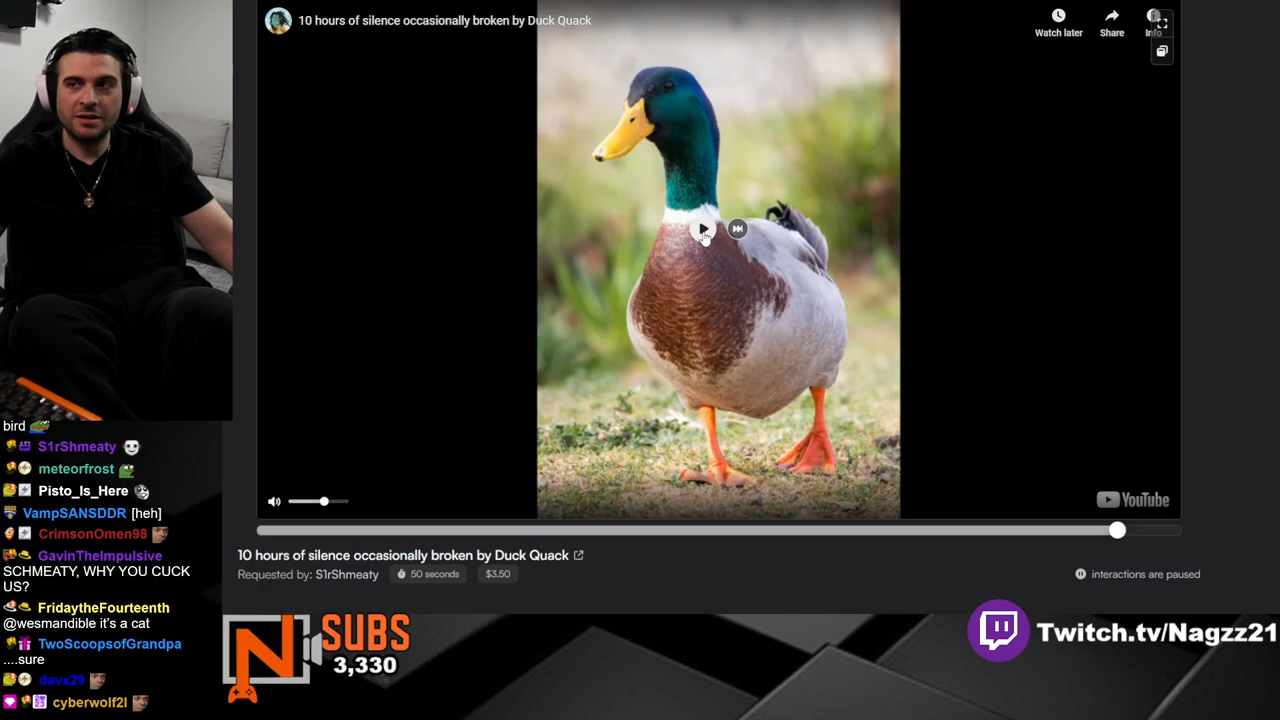 10 hours of silence occasionally broken by Duck Quack
Watch later
Share
Info
YouTube
10 hours of silence occasionally broken by Duck Quack
Requested by: S1rShmeaty
50 seconds
$3.50
interactions are paused
bird
S1rShmeaty
meteorfrost
Pisto_Is_Here
VampSANSDDR [heh]
CrimsonOmen98
GavinTheImpulsive
SCHMEATY, WHY YOU CUCK
US?
FridaytheFourteenth
@wesmandible it's a cat
TwoScoopsofGrandpa
....sure
davx29
cyberwolf2l
N
SUBS
3,330
Twitch.tv/Nagzz21